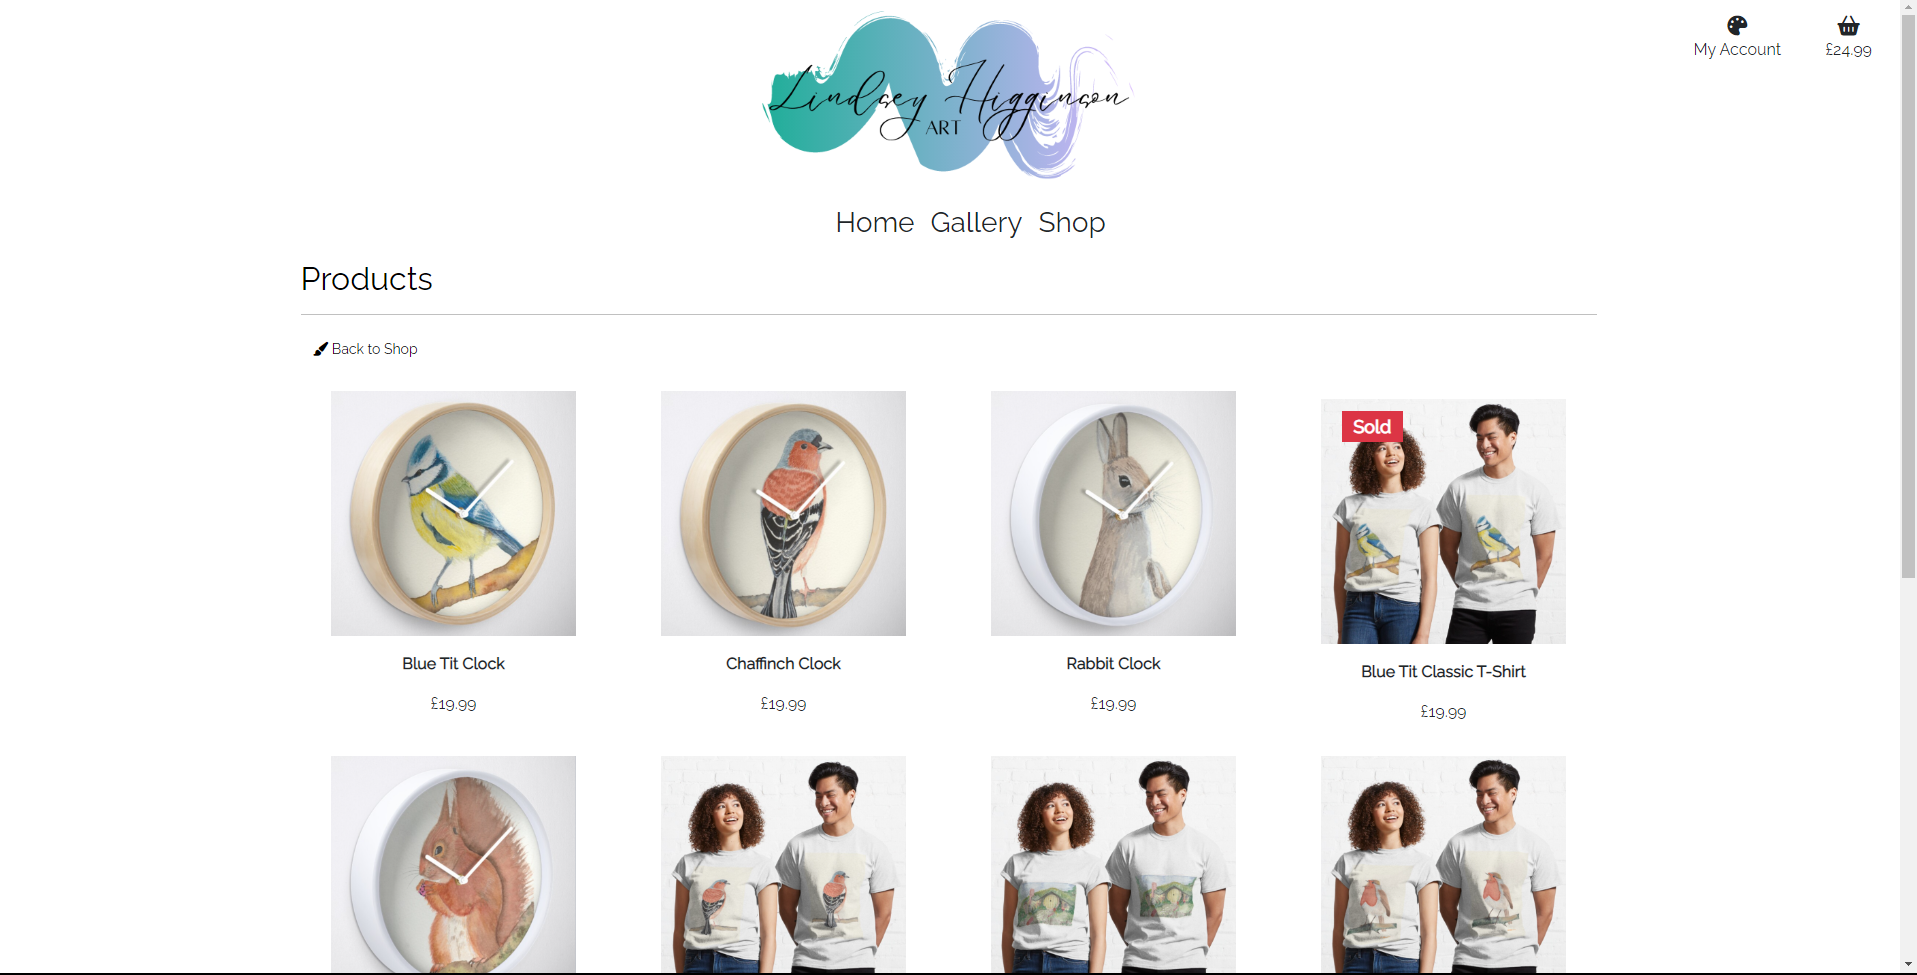 Lindsey Higginson
ART
My Account
£24.99
Home Gallery Shop
Products
Back to Shop
Sold
Blue Tit Clock
£19.99
Chaffinch Clock
£19.99
Rabbit Clock
£19.99
Blue Tit Classic T-Shirt
£19.99